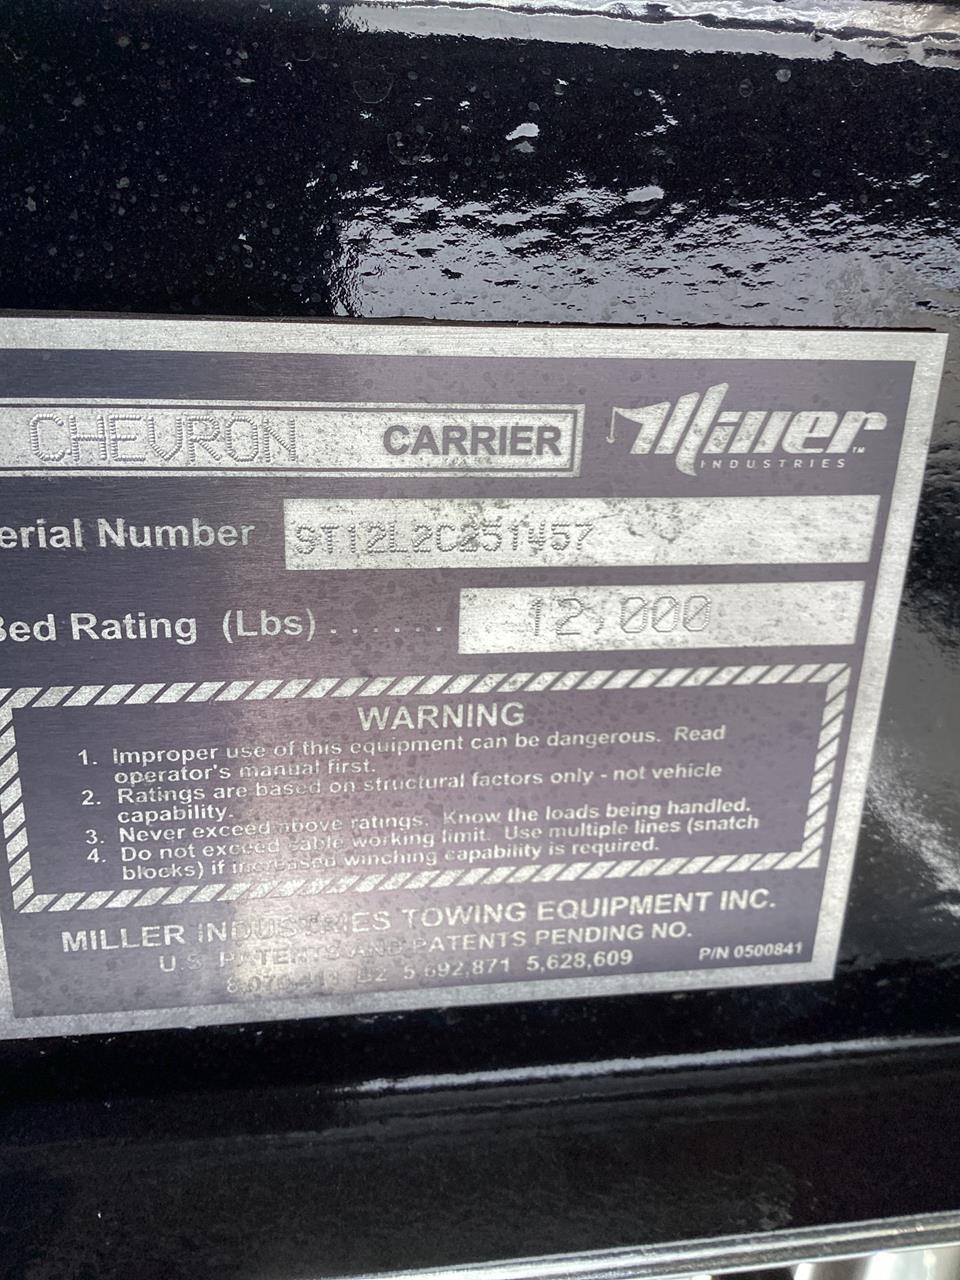 CHEVRON CARRIER
Miller
INDUSTRIES
erial Number ST12L2C251457
Bed Rating (Lbs) ...... 12,000
WARNING
1. Improper use of this equipment can be dangerous. Read
operator's manual first.
2. Ratings are based on structural factors only - not vehicle
capability.
3. Never exceed above ratings. Know the loads being handled.
4. Do not exceed cable working limit. Use multiple lines (snatch
blocks) if increased winching capability is required.
MILLER INDUSTRIES TOWING EQUIPMENT INC.
U.S PATENTS AND PATENTS PENDING NO.
B2 5,692,871 5,628,609
P/N 0500841